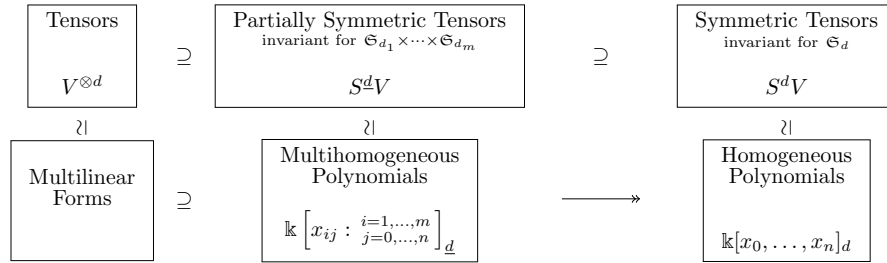 Tensors
V^{⊗d}
⊇
Partially Symmetric Tensors
invariant for 𝔖_{d_1}×⋯×𝔖_{d_m}
S^{\underline{d}}V
⊇
Symmetric Tensors
invariant for 𝔖_d
S^dV
≃
≃
≃
Multilinear
Forms
⊇
Multihomogeneous
Polynomials
𝕜 [x_{ij} : ^{i=1,...,m}_{j=0,...,n}]_{\underline{d}}
↠
Homogeneous
Polynomials
𝕜[x_0, . . . , x_n]_d